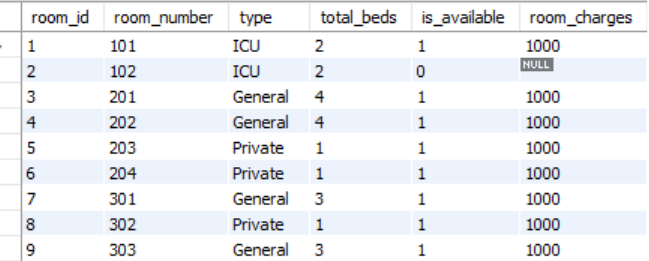 room_id room_number type total_beds is_available room_charges
1 101 ICU 2 1 1000
2 102 ICU 2 0 NULL
3 201 General 4 1 1000
4 202 General 4 1 1000
5 203 Private 1 1 1000
6 204 Private 1 1 1000
7 301 General 3 1 1000
8 302 Private 1 1 1000
9 303 General 3 1 1000